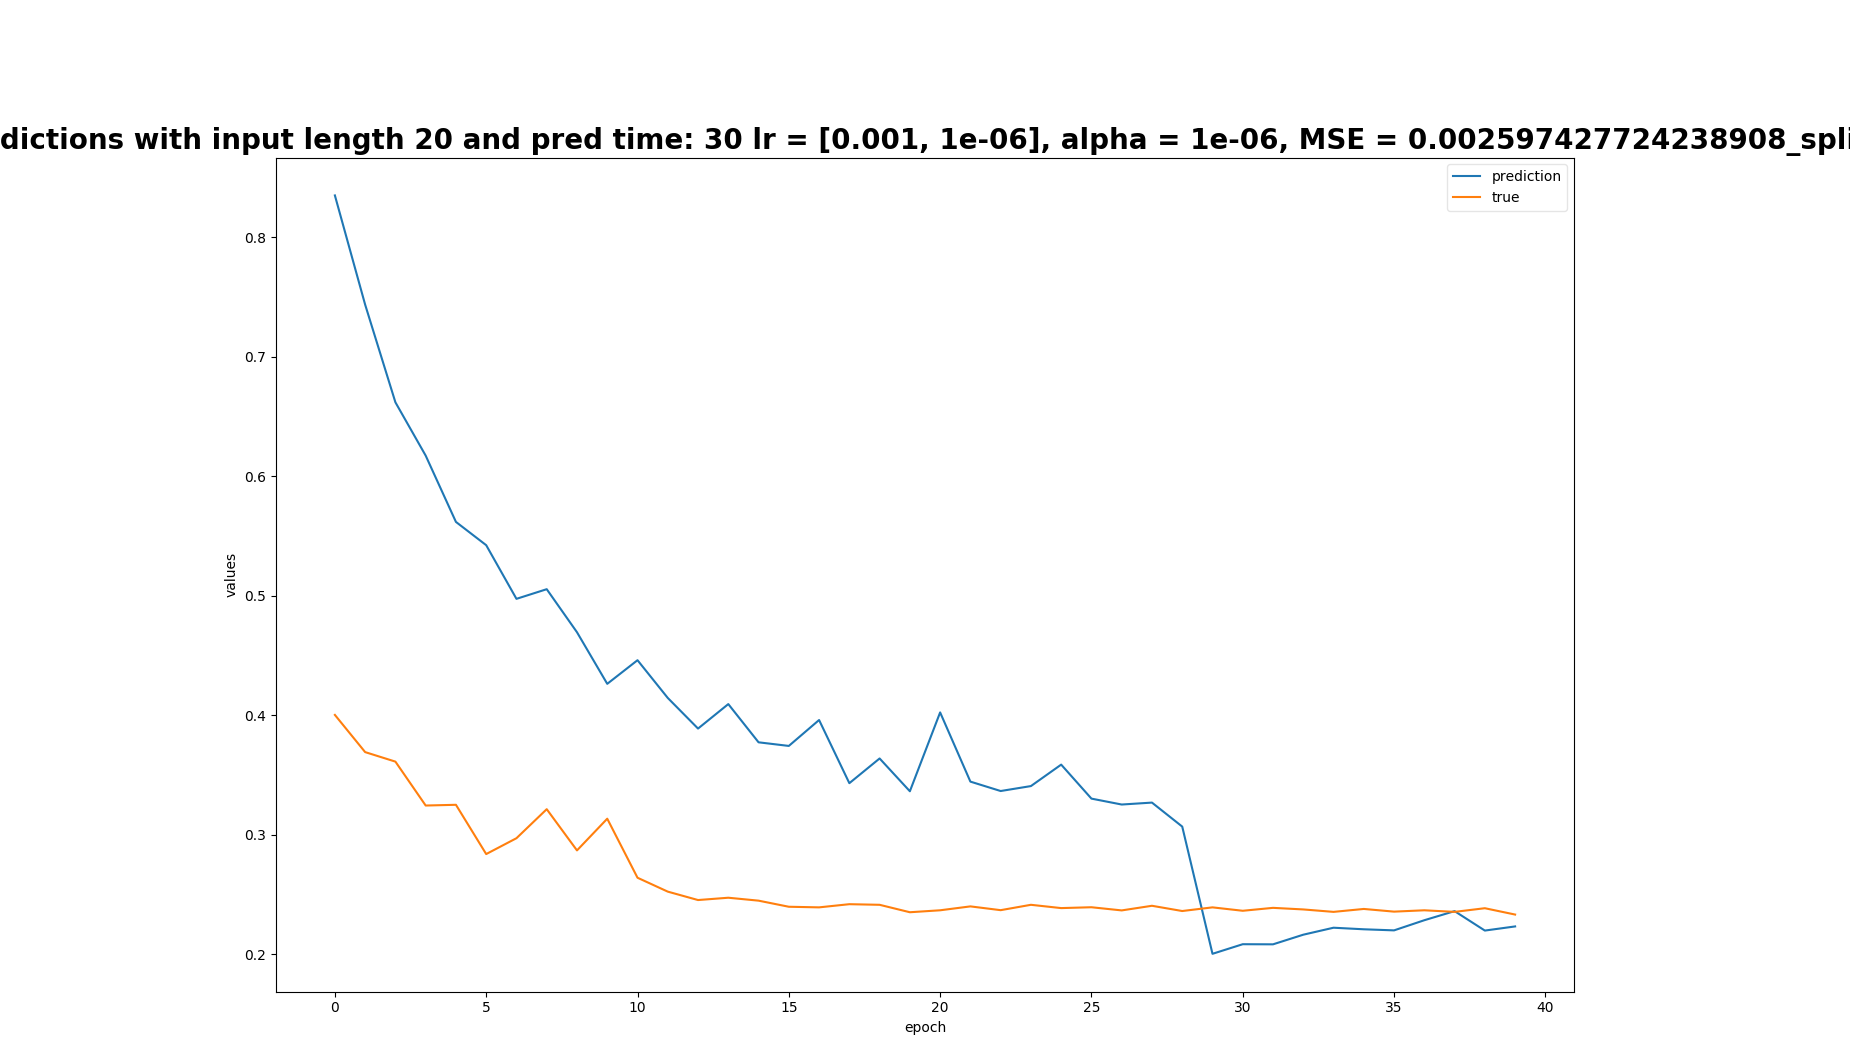 dictions with input length 20 and pred time: 30 lr = [0.001, 1e-06], alpha = 1e-06, MSE = 0.002597427724238908_spli
prediction
true
0.8
0.7
0.6
0.5
0.4
0.3
0.2
values
0 5 10 15 20 25 30 35 40
epoch